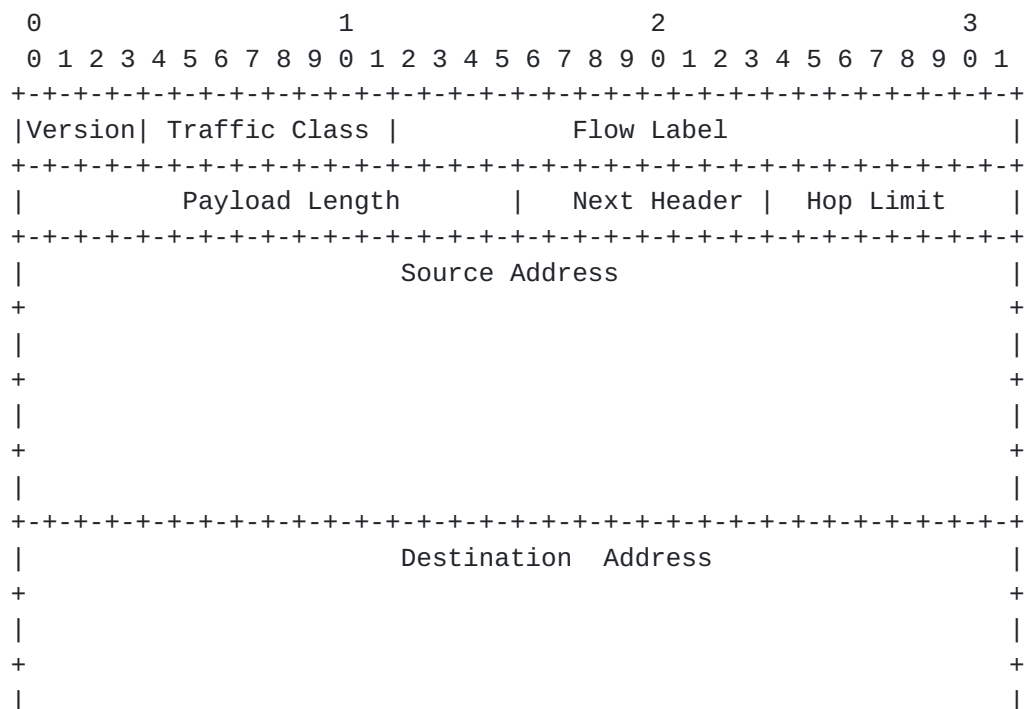 0                   1                   2                   3
 0 1 2 3 4 5 6 7 8 9 0 1 2 3 4 5 6 7 8 9 0 1 2 3 4 5 6 7 8 9 0 1
+-+-+-+-+-+-+-+-+-+-+-+-+-+-+-+-+-+-+-+-+-+-+-+-+-+-+-+-+-+-+-+-+
|Version| Traffic Class |           Flow Label                  |
+-+-+-+-+-+-+-+-+-+-+-+-+-+-+-+-+-+-+-+-+-+-+-+-+-+-+-+-+-+-+-+-+
|          Payload Length       |   Next Header |  Hop Limit    |
+-+-+-+-+-+-+-+-+-+-+-+-+-+-+-+-+-+-+-+-+-+-+-+-+-+-+-+-+-+-+-+-+
|                        Source Address                         |
+                                                               +
|                                                               |
+                                                               +
|                                                               |
+                                                               +
|                                                               |
+-+-+-+-+-+-+-+-+-+-+-+-+-+-+-+-+-+-+-+-+-+-+-+-+-+-+-+-+-+-+-+-+
|                        Destination  Address                   |
+                                                               +
|                                                               |
+                                                               +
|                                                               |